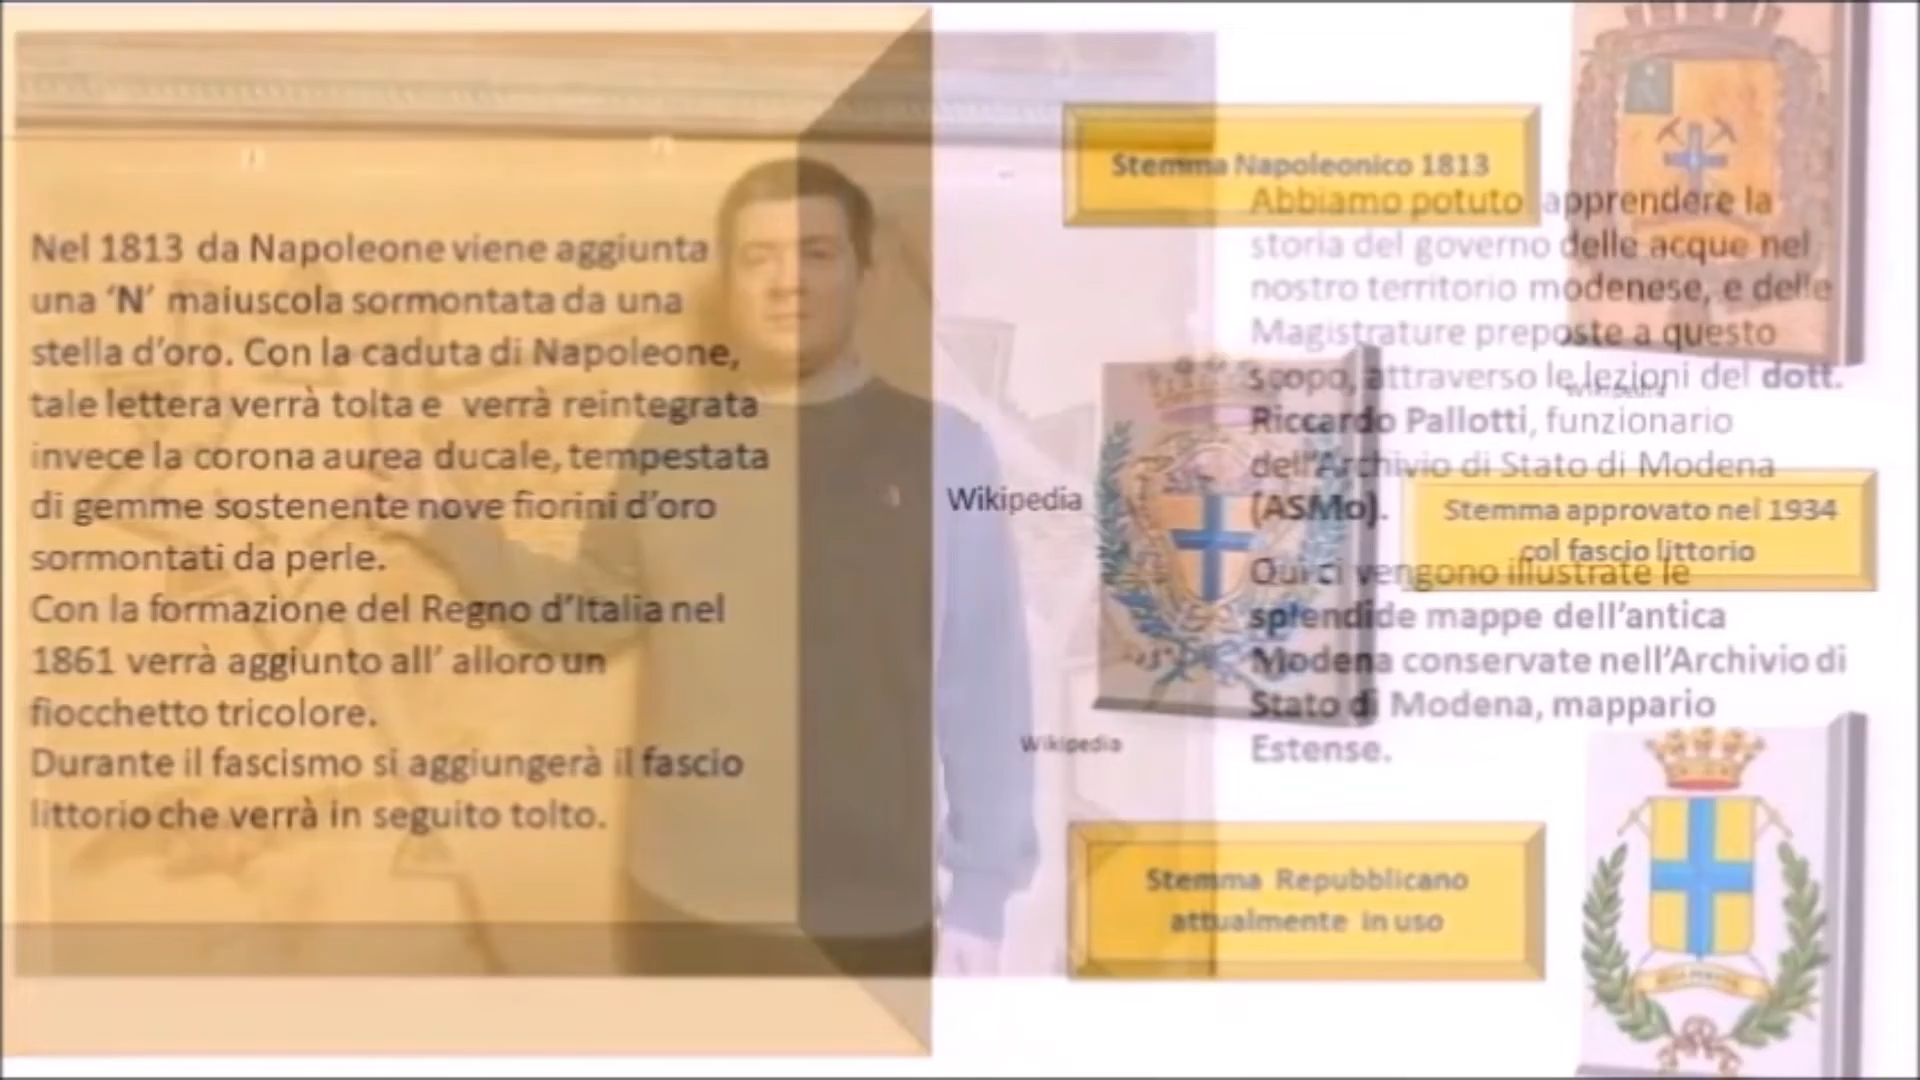 Nel 1813 da Napoleone viene aggiunta
una ‘N’ maiuscola sormontata da una
stella d’oro. Con la caduta di Napoleone,
tale lettera verrà tolta e verrà reintegrata
invece la corona aurea ducale, tempestata
di gemme sostenente nove fiorini d’oro
sormontati da perle.
Con la formazione del Regno d’Italia nel
1861 verrà aggiunto all’ alloro un
fiocchetto tricolore.
Durante il fascismo si aggiungerà il fascio
littorio che verrà in seguito tolto.
Wikipedia
Wikipedia
Stemma Napoleonico 1813
Abbiamo potuto apprendere la
storia del governo delle acque nel
nostro territorio modenese, e delle
Magistrature preposte a questo
scopo, attraverso le lezioni del dott.
Riccardo Pallotti, funzionario
dell’Archivio di Stato di Modena
(ASMo).
Qui ci vengono illustrate le
splendide mappe dell’antica
Modena conservate nell’Archivio di
Stato di Modena, mappario
Estense.
Wikipedia
Stemma approvato nel 1934
col fascio littorio
Stemma Repubblicano
attualmente in uso